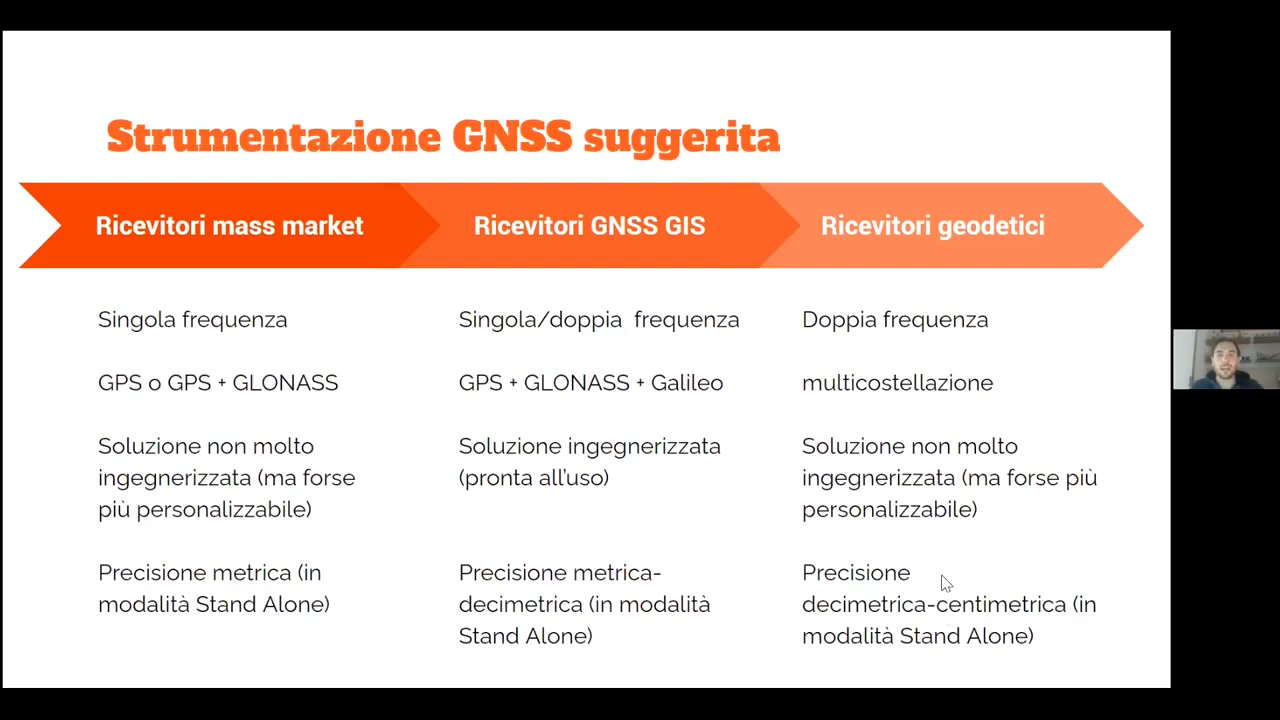 Strumentazione GNSS suggerita
Ricevitori mass market
Ricevitori GNSS GIS
Ricevitori geodetici
Singola frequenza
GPS o GPS + GLONASS
Soluzione non molto
ingegnerizzata (ma forse
più personalizzabile)
Precisione metrica (in
modalità Stand Alone)
Singola/doppia frequenza
GPS + GLONASS + Galileo
Soluzione ingegnerizzata
(pronta all'uso)
Precisione metrica-
decimetrica (in modalità
Stand Alone)
Doppia frequenza
multicostellazione
Soluzione non molto
ingegnerizzata (ma forse più
personalizzabile)
Precisione
decimetrica-centimetrica (in
modalità Stand Alone)